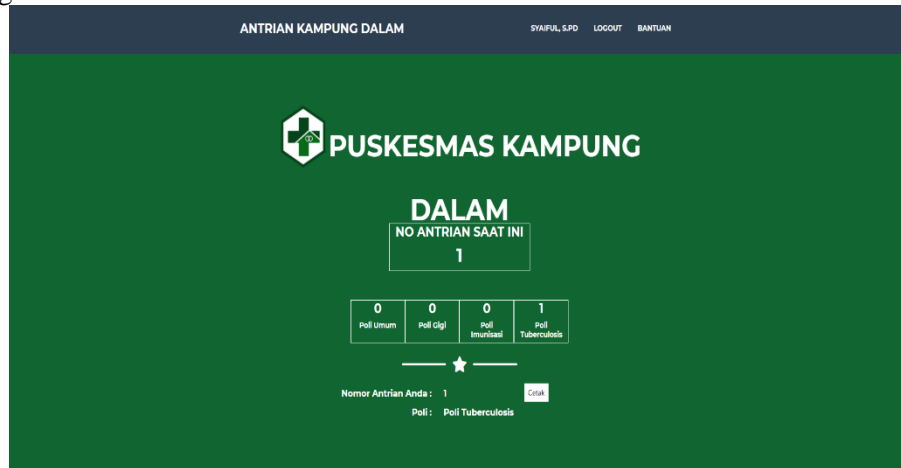 ANTRIAN KAMPUNG DALAM SYAIFUL, S.PD LOGOUT BANTUAN
PUSKESMAS KAMPUNG
DALAM
NO ANTRIAN SAAT INI
1
0 0 0 1
Poli Umum Poli Gigi Poli Imunisasi Poli Tuberculosis
Nomor Antrian Anda : 1 Cetak
Poli : Poli Tuberculosis